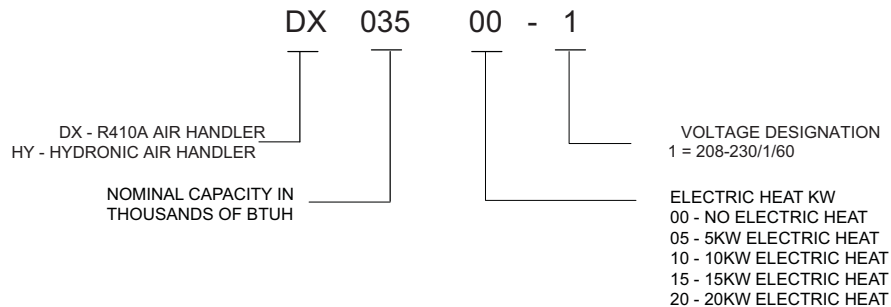 DX 035 00 - 1
DX - R410A AIR HANDLER
HY - HYDRONIC AIR HANDLER
NOMINAL CAPACITY IN
THOUSANDS OF BTUH
VOLTAGE DESIGNATION
1 = 208-230/1/60
ELECTRIC HEAT KW
00 - NO ELECTRIC HEAT
05 - 5KW ELECTRIC HEAT
10 - 10KW ELECTRIC HEAT
15 - 15KW ELECTRIC HEAT
20 - 20KW ELECTRIC HEAT